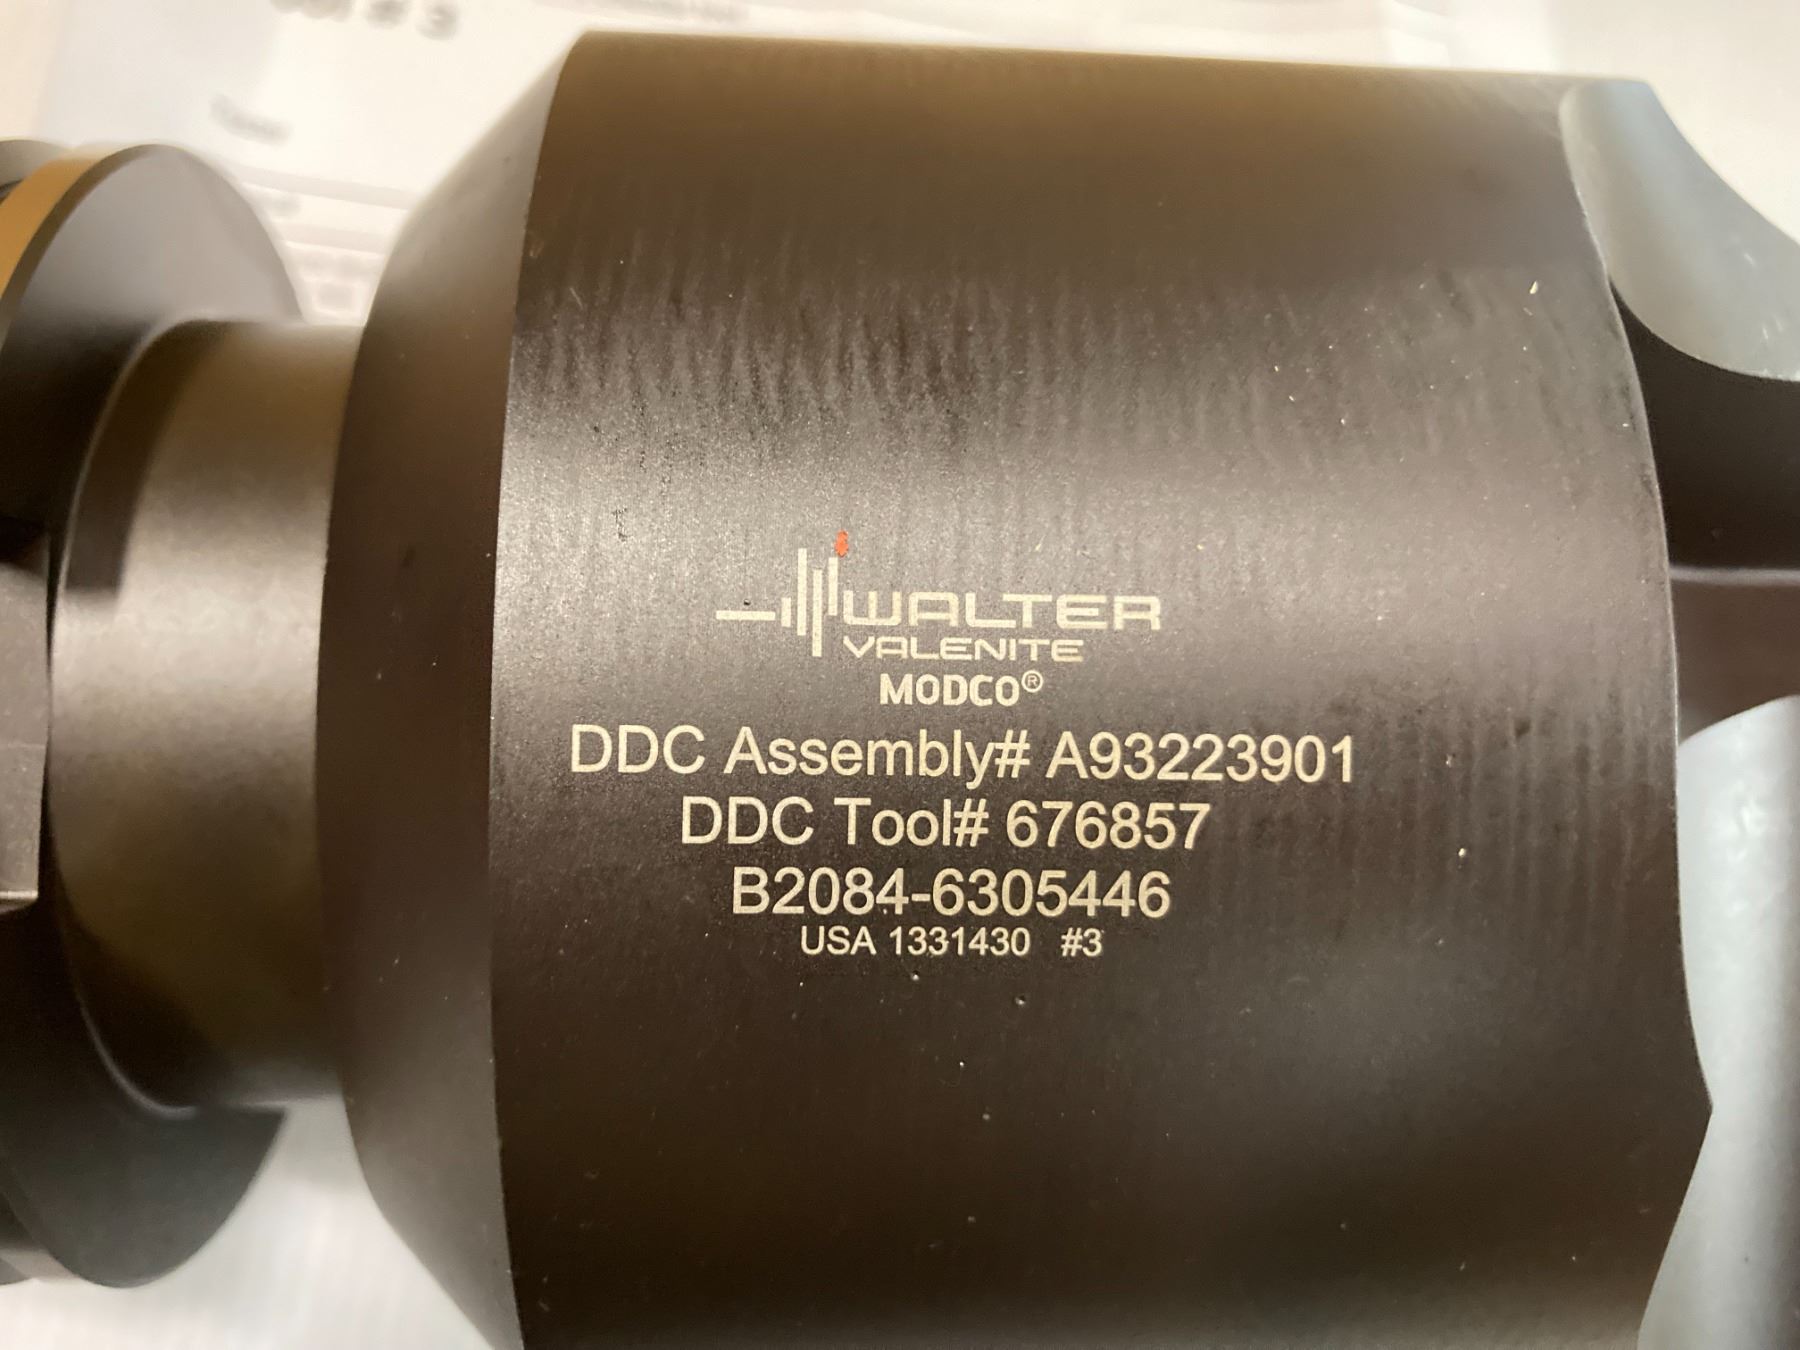 WALTER
VALENITE
MODCO®
DDC Assembly# A93223901
DDC Tool# 676857
B2084-6305446
USA 1331430 #3